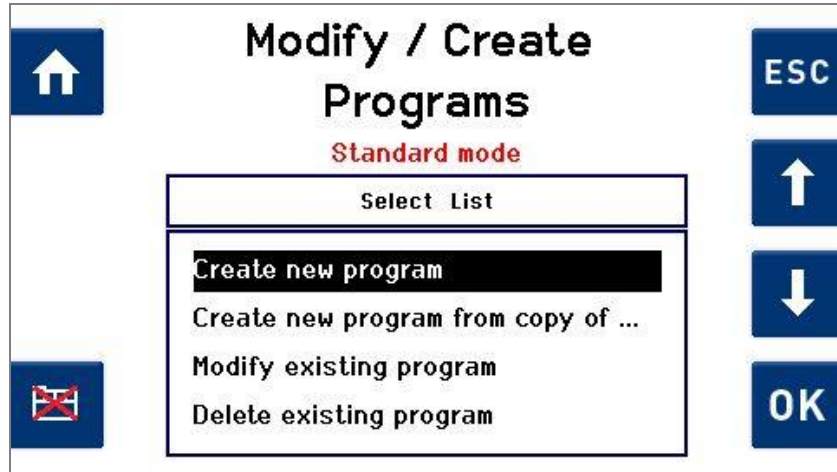 Modify / Create
Programs
Standard mode
Select List
Create new program
Create new program from copy of ...
Modify existing program
Delete existing program
ESC
OK